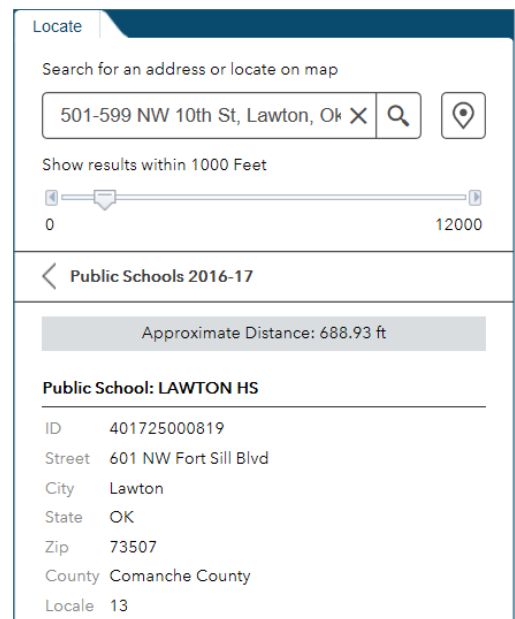 Locate
Search for an address or locate on map
501-599 NW 10th St, Lawton, Ok
Show results within 1000 Feet
0 12000
Public Schools 2016-17
Approximate Distance: 688.93 ft
Public School: LAWTON HS
ID 401725000819
Street 601 NW Fort Sill Blvd
City Lawton
State OK
Zip 73507
County Comanche County
Locale 13